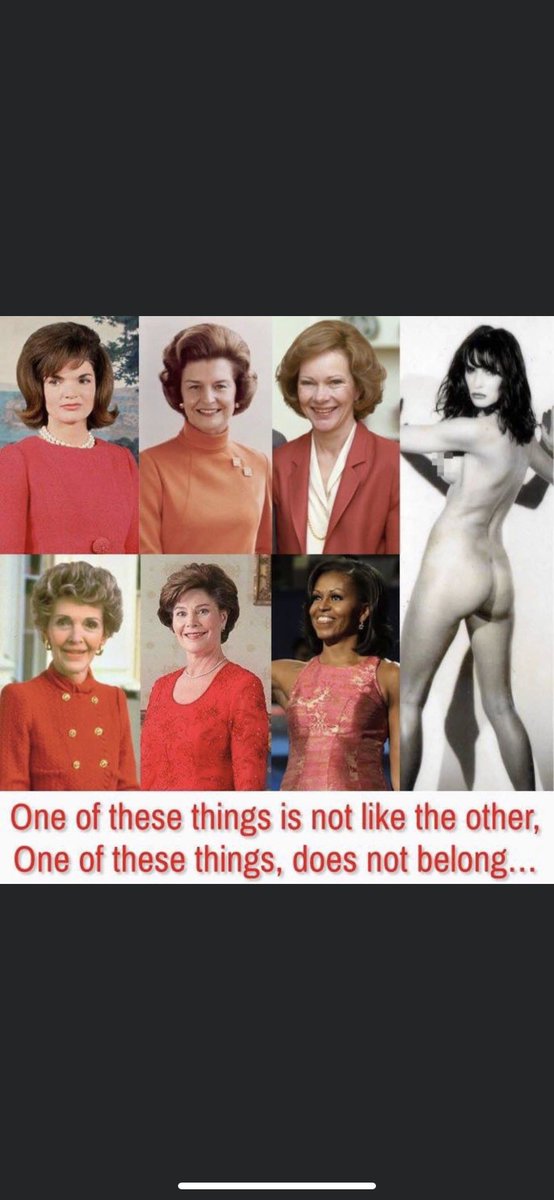 One of these things is not like the other,
One of these things, does not belong...